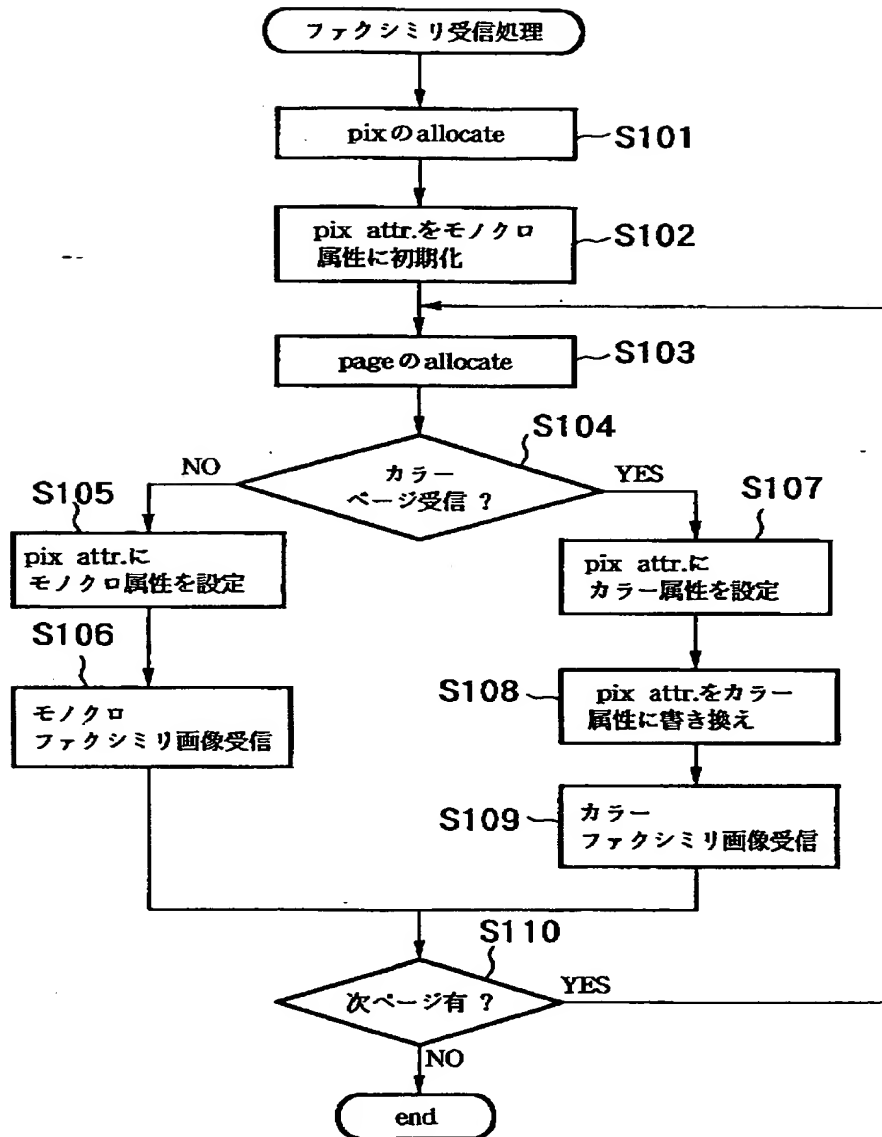 ファクシミリ受信処理
pixのallocate
S101
pix attr.をモノクロ
属性に初期化
S102
pageのallocate
S103
S104
カラー
ページ受信 ?
NO
YES
S105
pix attr.に
モノクロ属性を設定
S107
pix attr.に
カラー属性を設定
S106
モノクロ
ファクシミリ画像受信
S108
pix attr.をカラー
属性に書き換え
S109
カラー
ファクシミリ画像受信
S110
次ページ有 ?
YES
NO
end